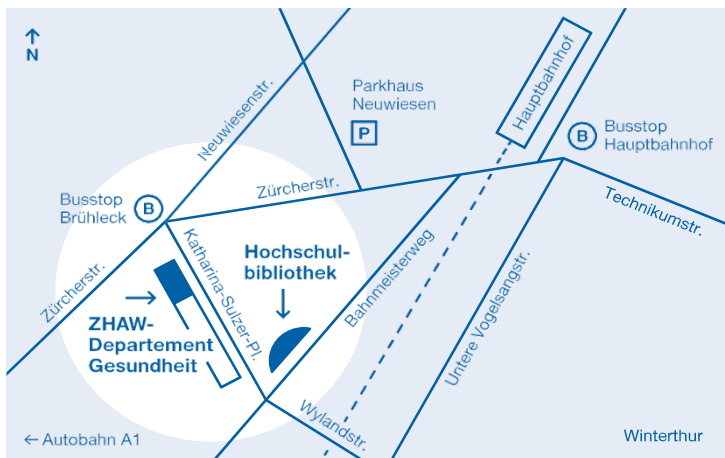 N
Neuwiesenstr.
Parkhaus
Neuwiesen
P
Hauptbahnhof
B
Busstop
Hauptbahnhof
Busstop
Brühleck
B
Zürcherstr.
Technikumstr.
Zürcherstr.
Katharina-Sulzer-Pl.
Hochschul-
bibliothek
Bahnmeisterweg
Untere Vogelsangstr.
ZHAW-
Departement
Gesundheit
Wylandstr.
← Autobahn A1
Winterthur